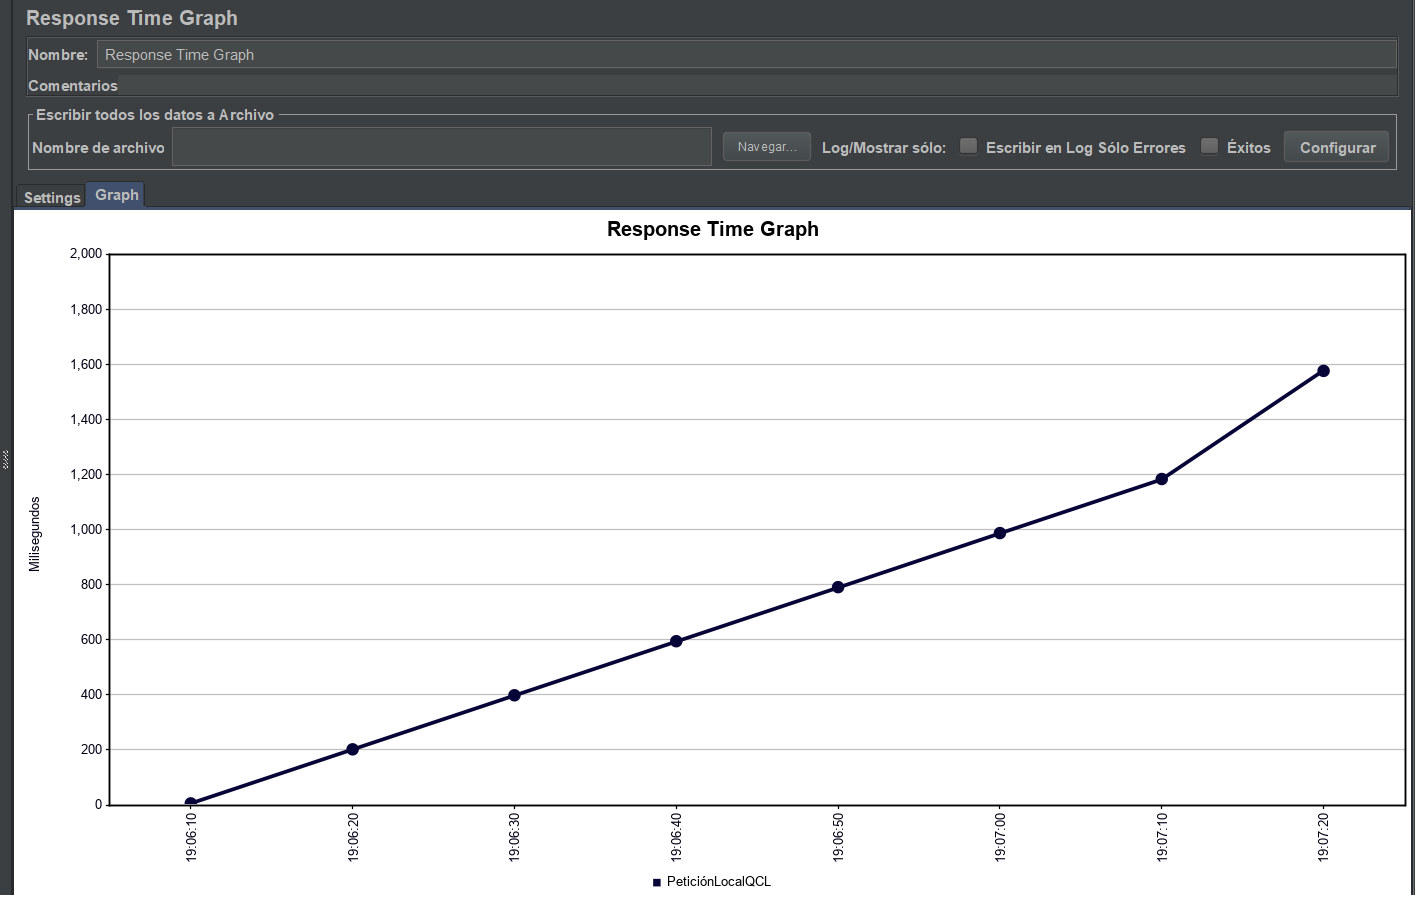 Response Time Graph
Nombre: Response Time Graph
Comentarios
Escribir todos los datos a Archivo
Nombre de archivo Navegar... Log/Mostrar sólo: Escribir en Log Sólo Errores Éxitos Configurar
Settings Graph
Response Time Graph
2,000
1,800
1,600
1,400
1,200
1,000
800
600
400
200
0
Milisegundos
19:06:10 19:06:20 19:06:30 19:06:40 19:06:50 19:07:00 19:07:10 19:07:20
PeticiónLocalQCL